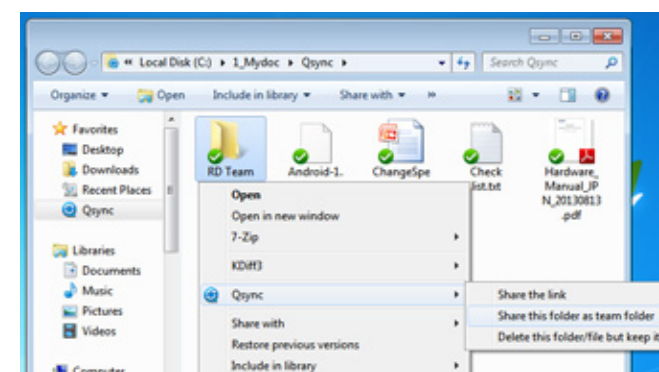 Local Disk (C:) ▸ 1_Mydoc ▸ Qsync ▸
Search Qsync
Organize
Open
Include in library
Share with
»
Favorites
Desktop
Downloads
Recent Places
Qsync
Libraries
Documents
Music
Pictures
Videos
Computer
RD Team
Android-1.
ChangeSpe
Check
list.txt
Hardware_
Manual_JP
N_20130813
.pdf
Open
Open in new window
7-Zip
KDiff3
Qsync
Share with
Restore previous versions
Include in library
Share the link
Share this folder as team folder
Delete this folder/file but keep it